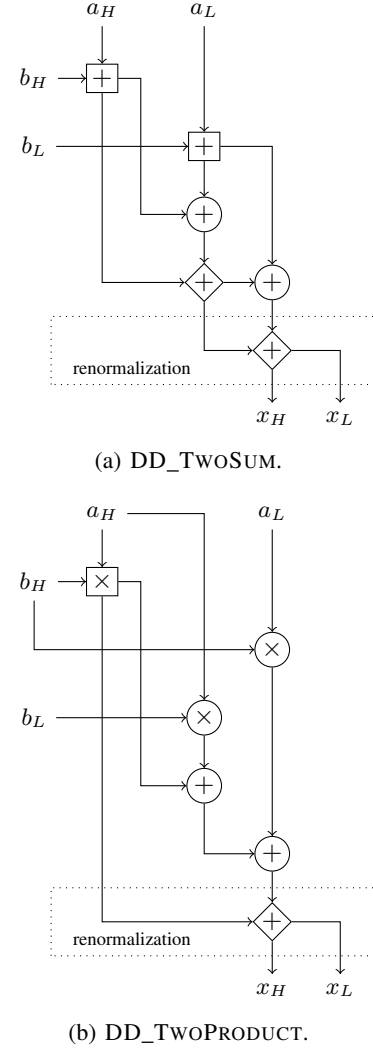 a_H a_L
b_H +
b_L +
+
+ +
renormalization +
x_H x_L
(a) DD_TWOSUM.
a_H a_L
b_H ×
×
b_L ×
+
+
renormalization +
x_H x_L
(b) DD_TWOPRODUCT.